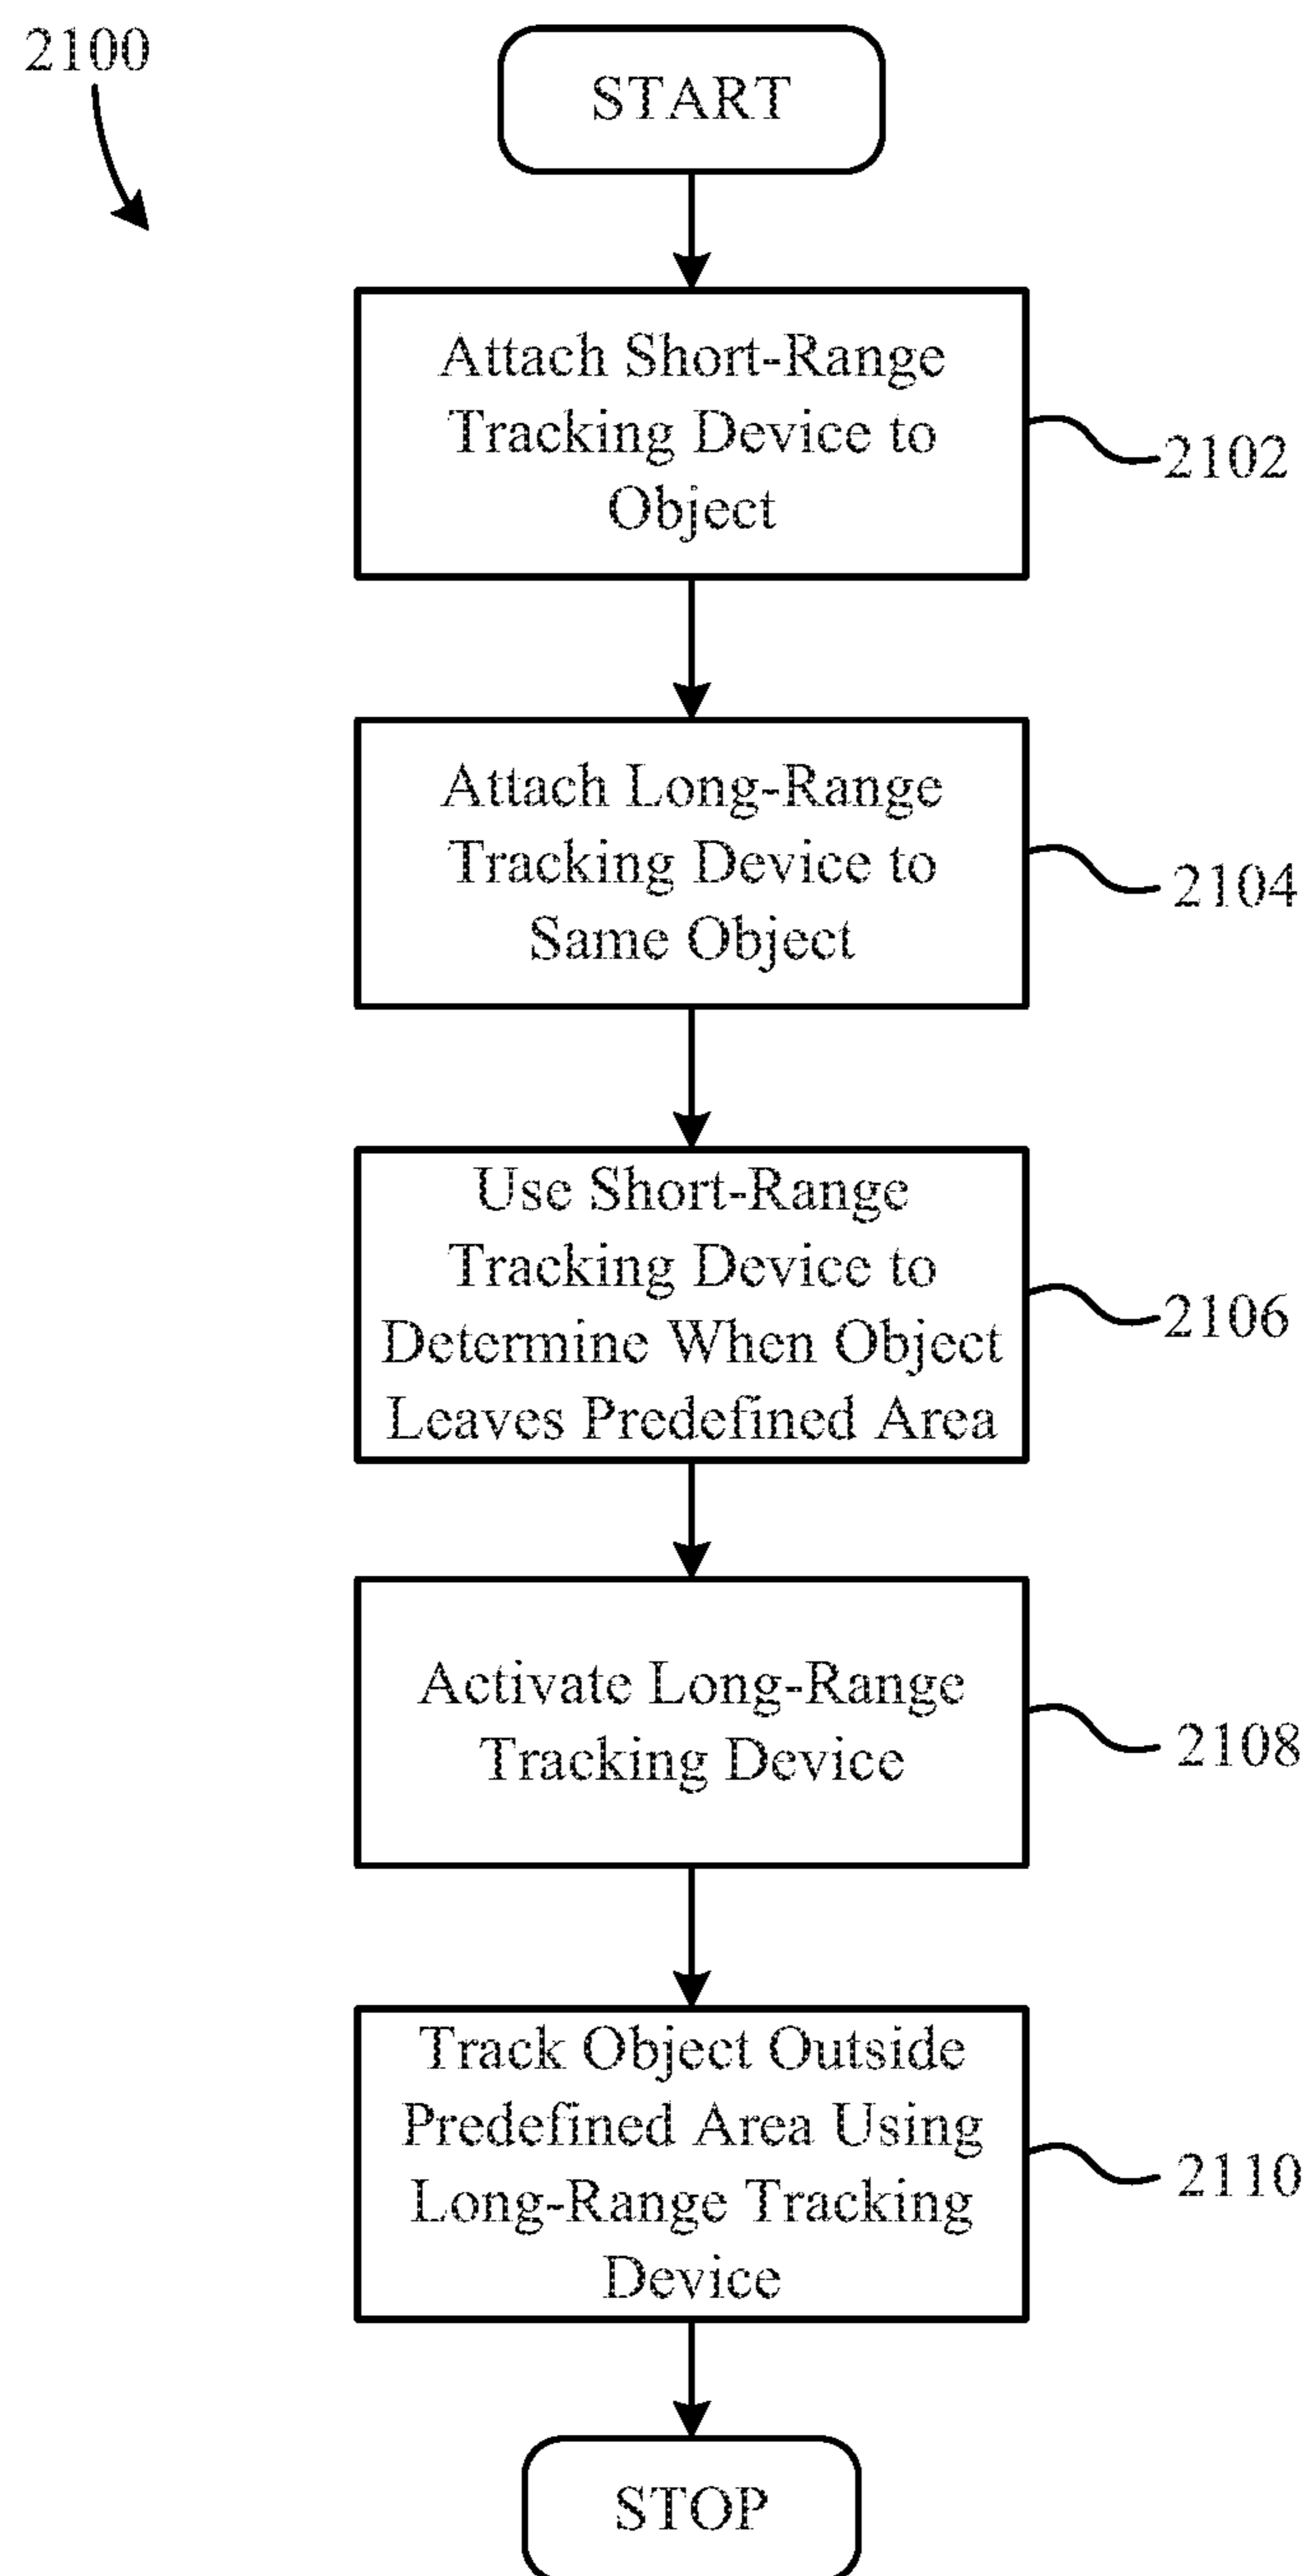 2100
START
Attach Short-Range
Tracking Device to
Object
2102
Attach Long-Range
Tracking Device to
Same Object
2104
Use Short-Range
Tracking Device to
Determine When Object
Leaves Predefined Area
2106
Activate Long-Range
Tracking Device
2108
Track Object Outside
Predefined Area Using
Long-Range Tracking
Device
2110
STOP